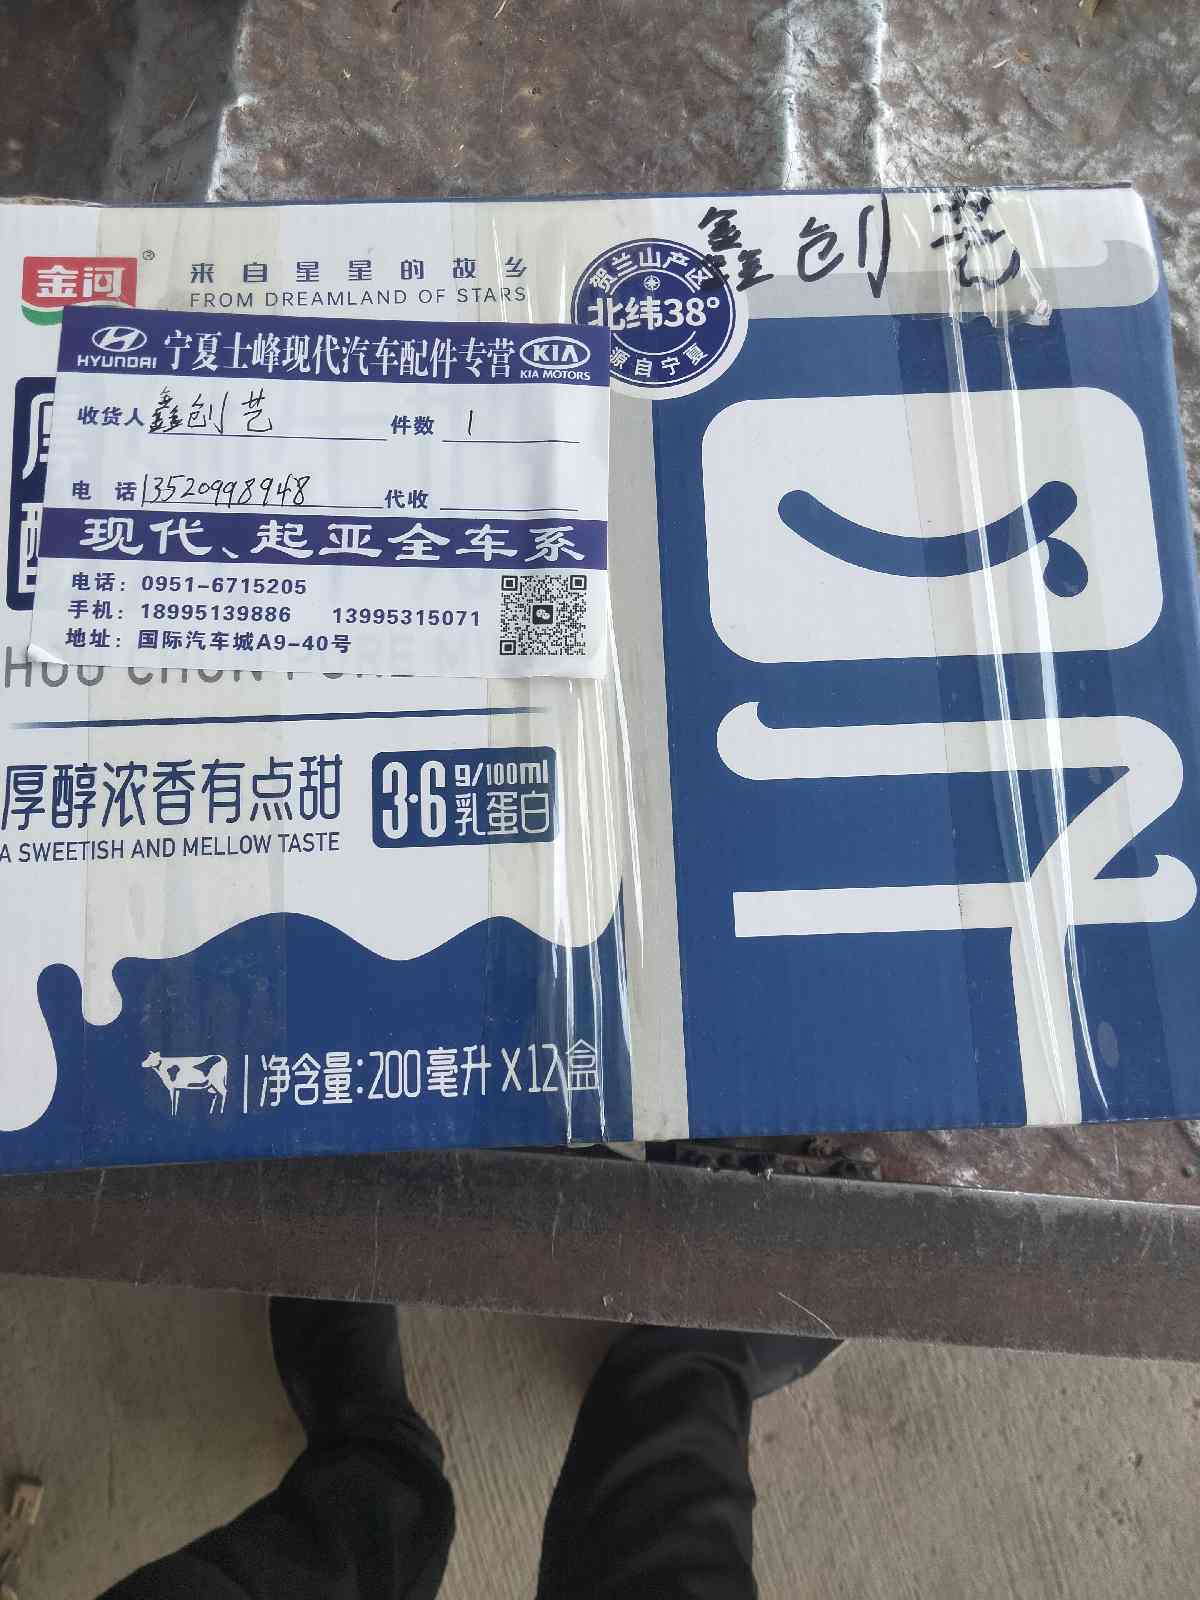 鑫创艺
金河®
来自星星的故乡
FROM DREAMLAND OF STARS
贺兰山产区
北纬38°
源自宁夏
HYUNDAI 宁夏士峰现代汽车配件专营 KIA
KIA MOTORS
收货人 鑫创艺 件数 1
电 话 13520998948 代收
现代、起亚全车系
电话：0951-6715205
手机：18995139886 13995315071
地址：国际汽车城A9-40号
厚醇浓香有点甜
A SWEETISH AND MELLOW TASTE
3.6 g/100ml
乳蛋白
净含量:200毫升X12盒